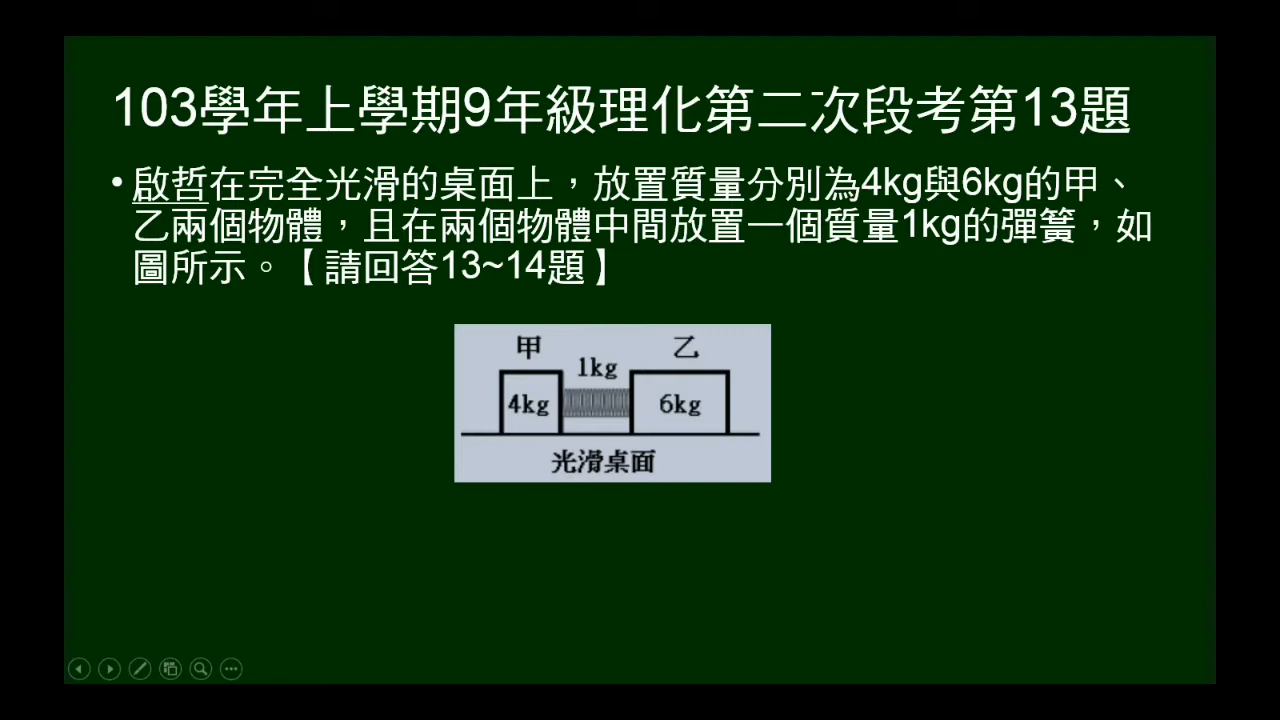 103學年上學期9年級理化第二次段考第13題
• 啟哲在完全光滑的桌面上，放置質量分別為4kg與6kg的甲、
乙兩個物體，且在兩個物體中間放置一個質量1kg的彈簧，如
圖所示。【請回答13~14題】
甲 1kg 乙
4kg 6kg
光滑桌面